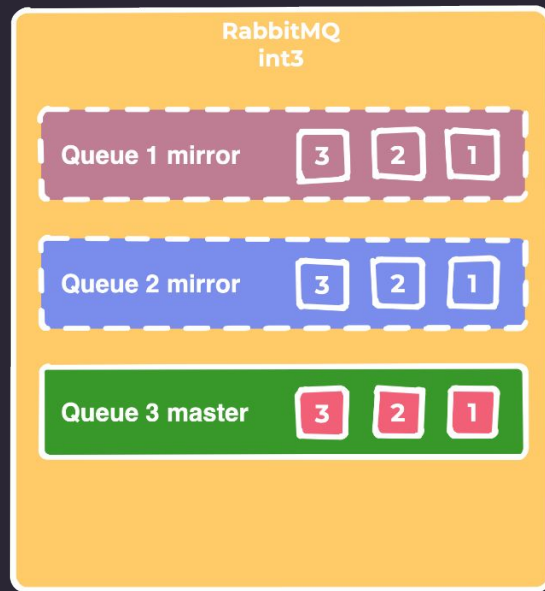 RabbitMQ
int3
Queue 1 mirror 3 2 1
Queue 2 mirror 3 2 1
Queue 3 master 3 2 1